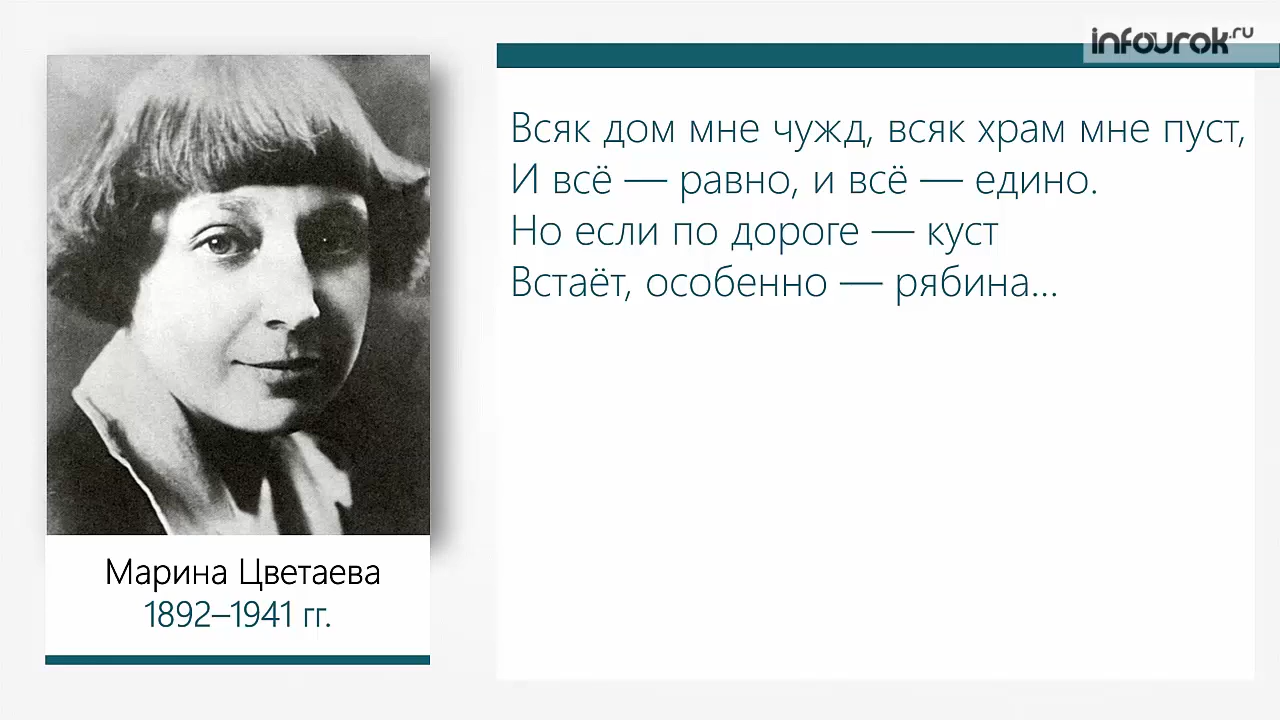 infourok.ru
Всяк дом мне чужд, всяк храм мне пуст,
И всё — равно, и всё — едино.
Но если по дороге — куст
Встаёт, особенно — рябина...
Марина Цветаева
1892–1941 гг.